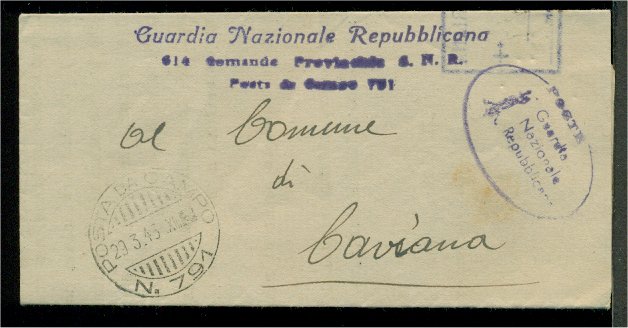 Guardia Nazionale Repubblicana
614 Comando Provinciale G. N. R.
Posta da Campo 791
POSTE
Guardia
Nazionale
Repubblicana
al Comune
di
Caviana
POSTA DA CAMPO
29.3.45.XXIII
N. 791